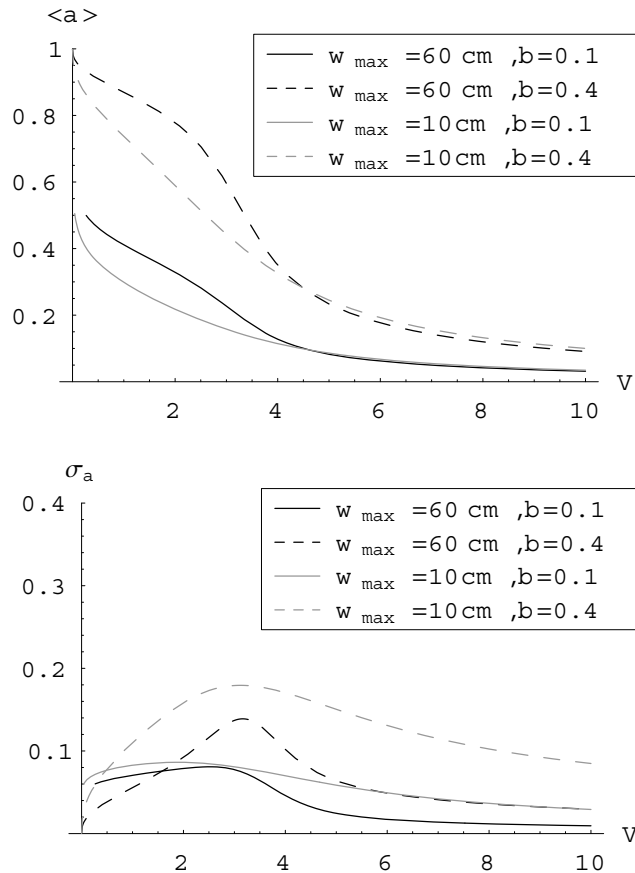 <a>
1
0.8
0.6
0.4
0.2
2 4 6 8 10
V
w max =60 cm ,b=0.1
w max =60 cm ,b=0.4
w max =10cm ,b=0.1
w max =10cm ,b=0.4
σa
0.4
0.3
0.2
0.1
2 4 6 8 10
V
w max =60 cm ,b=0.1
w max =60 cm ,b=0.4
w max =10cm ,b=0.1
w max =10cm ,b=0.4